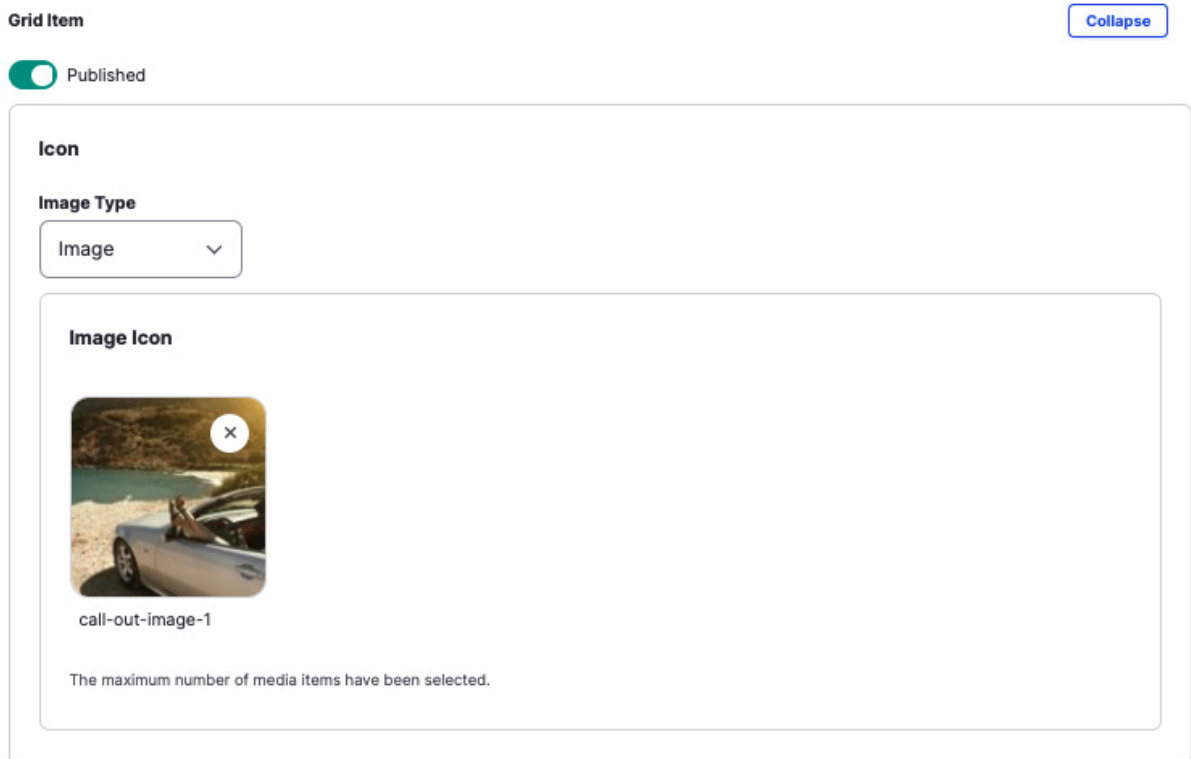 Grid Item
Collapse
Published
Icon
Image Type
Image
Image Icon
call-out-image-1
The maximum number of media items have been selected.